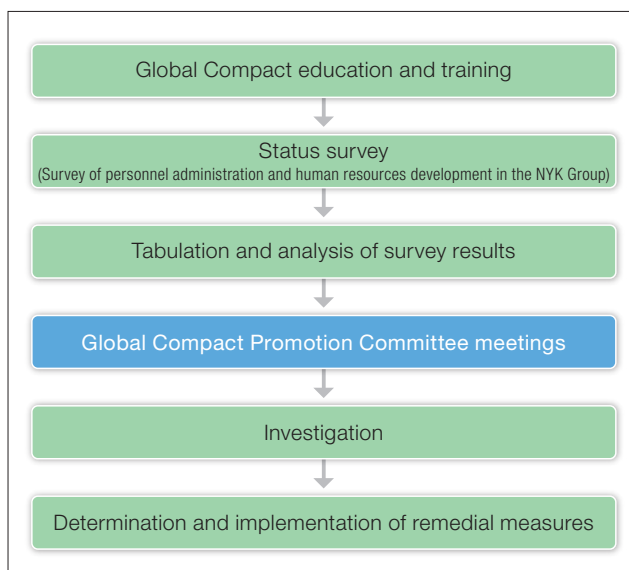 Global Compact education and training
Status survey
(Survey of personnel administration and human resources development in the NYK Group)
Tabulation and analysis of survey results
Global Compact Promotion Committee meetings
Investigation
Determination and implementation of remedial measures